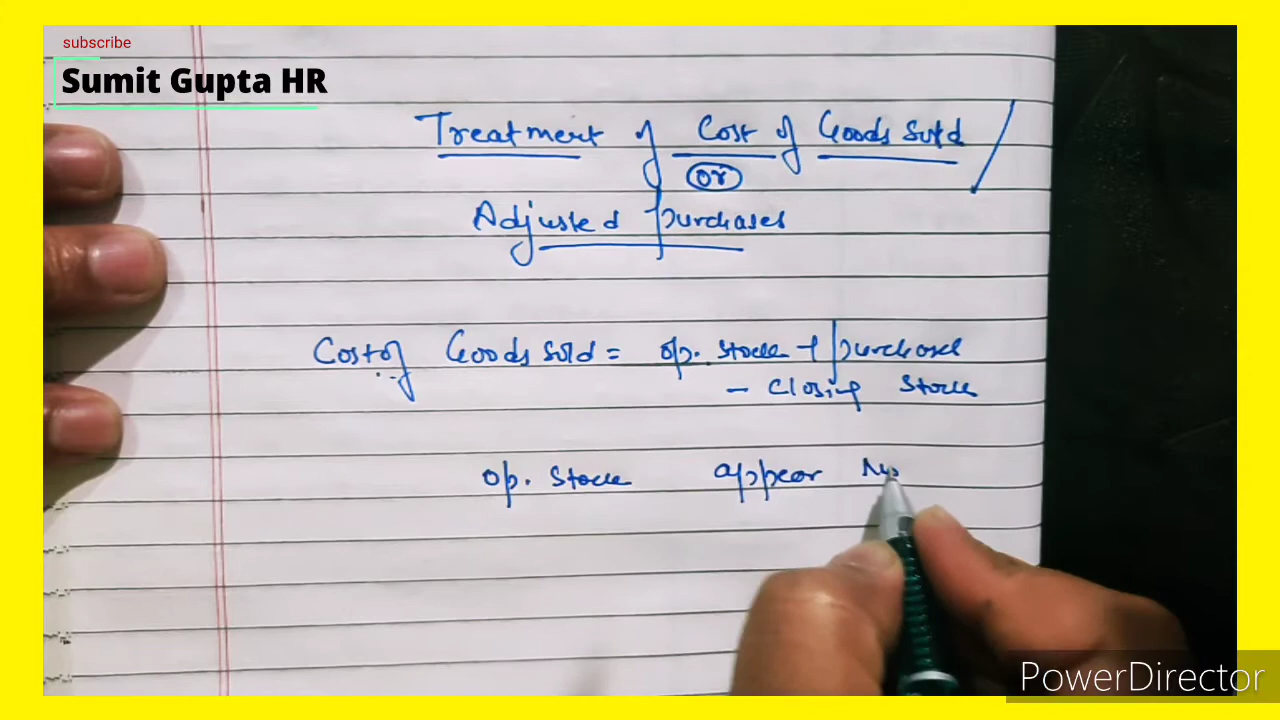 subscribe
Sumit Gupta HR
Treatment of Cost of Goods Sold /
or
Adjusted purchases
Cost of Goods Sold = op. Stock + purchases
- Closing Stock
op. Stock appear No
PowerDirector